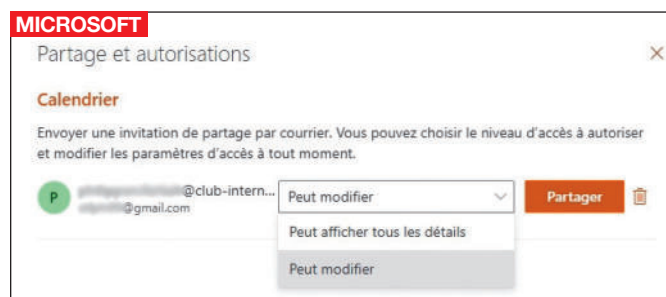 MICROSOFT
Partage et autorisations
Calendrier
Envoyer une invitation de partage par courrier. Vous pouvez choisir le niveau d'accès à autoriser
et modifier les paramètres d'accès à tout moment.
P
@club-intern...
@gmail.com
Peut modifier
Partager
Peut afficher tous les détails
Peut modifier